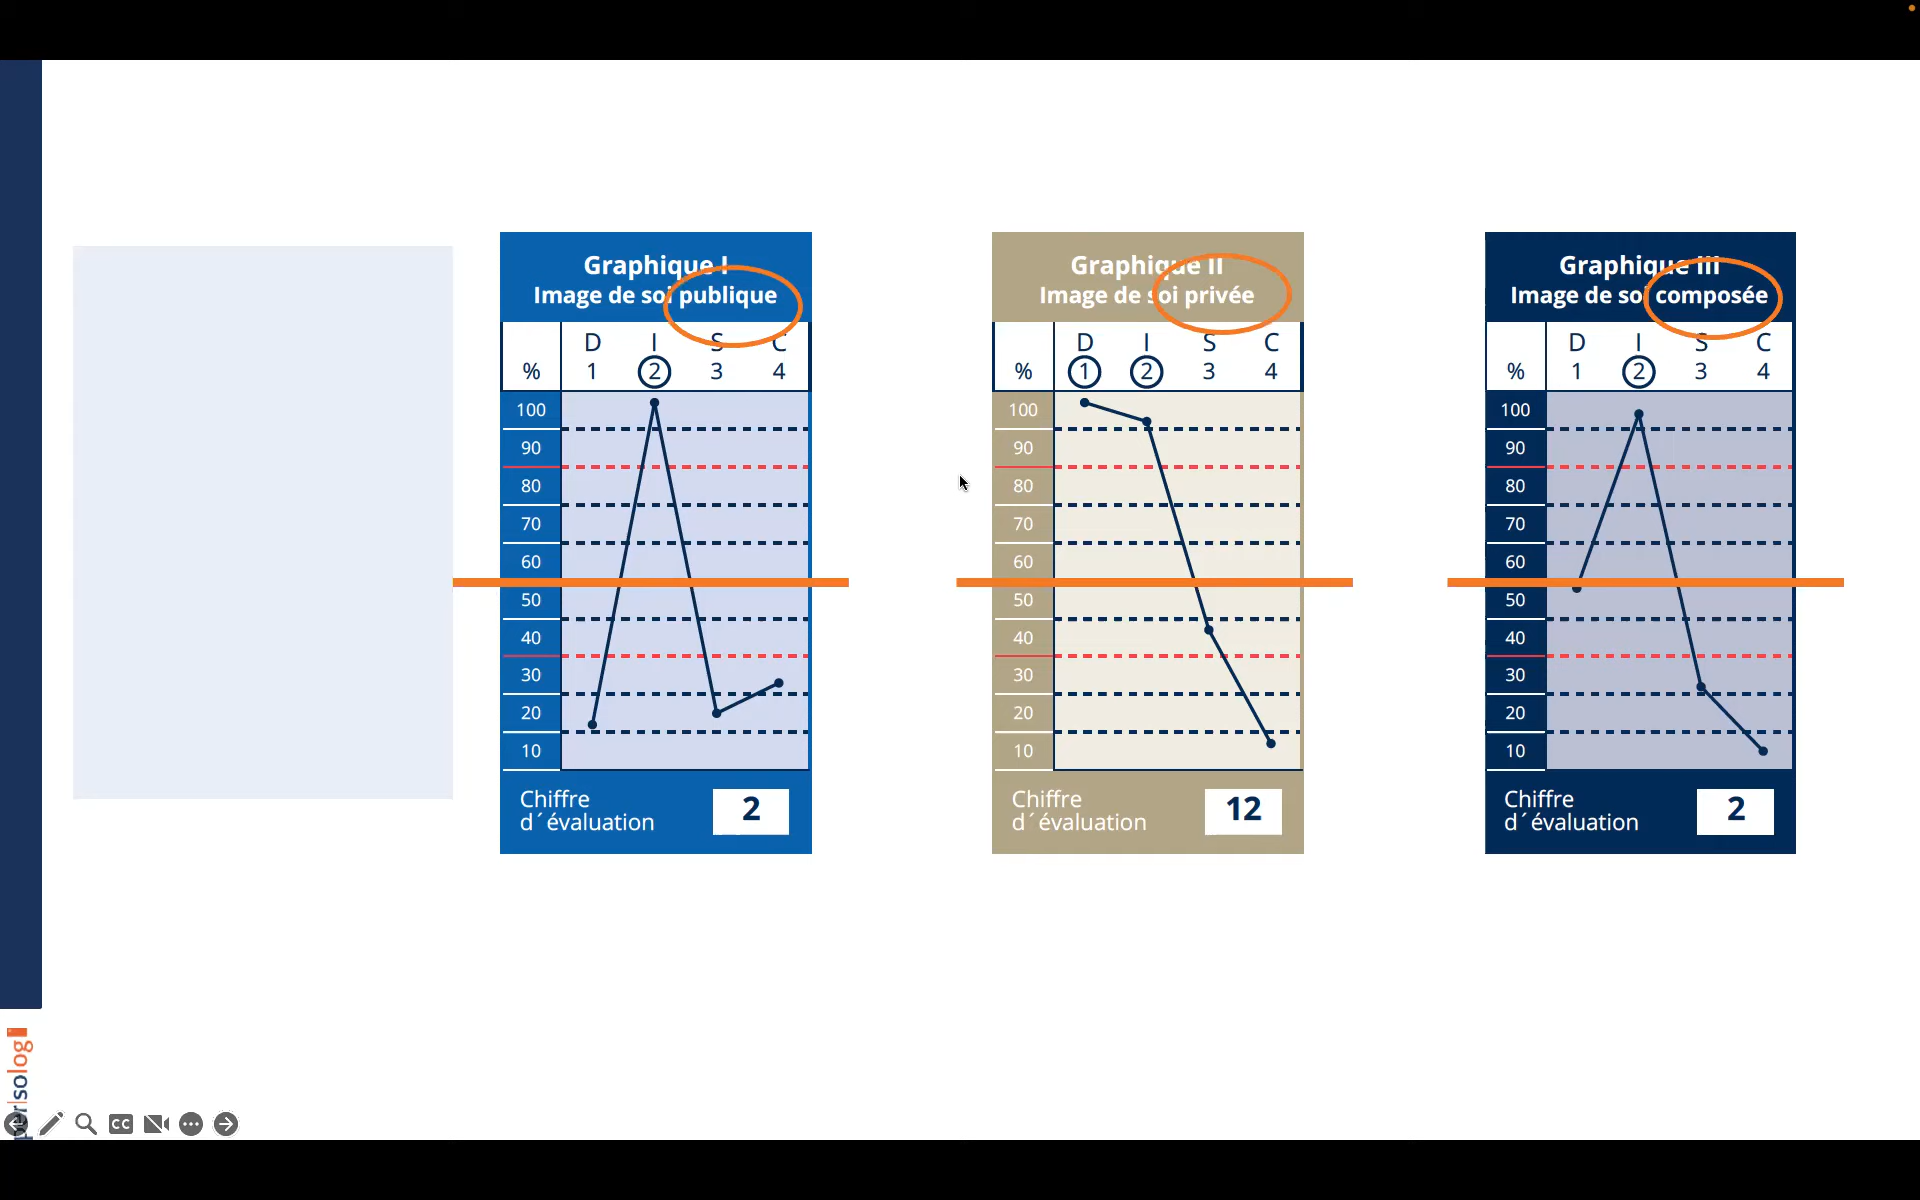 Graphique I
Image de soi publique
D I S C
% 1 2 3 4
100
90
80
70
60
50
40
30
20
10
Chiffre
d´évaluation
2
Graphique II
Image de soi privée
D I S C
% 1 2 3 4
100
90
80
70
60
50
40
30
20
10
Chiffre
d´évaluation
12
Graphique III
Image de soi composée
D I S C
% 1 2 3 4
100
90
80
70
60
50
40
30
20
10
Chiffre
d´évaluation
2
persolog
CC